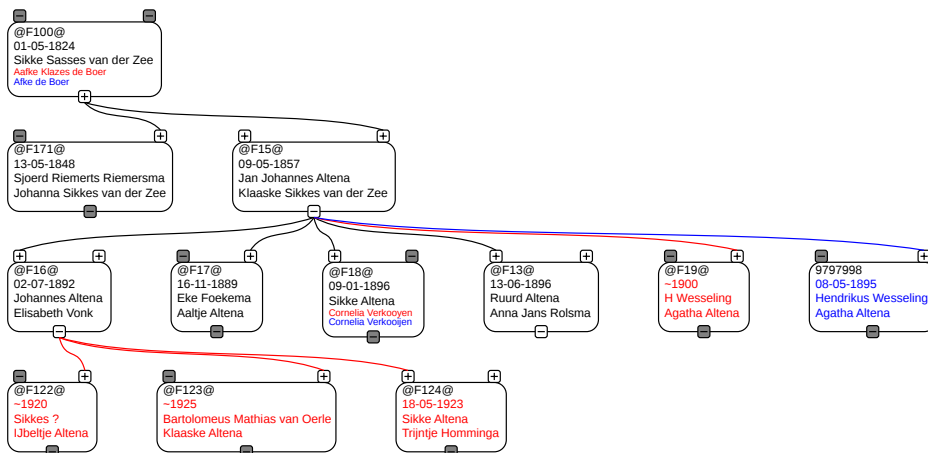 @F100@
01-05-1824
Sikke Sasses van der Zee
Aafke Klazes de Boer
Afke de Boer
@F171@
13-05-1848
Sjoerd Riemerts Riemersma
Johanna Sikkes van der Zee
@F15@
09-05-1857
Jan Johannes Altena
Klaaske Sikkes van der Zee
@F16@
02-07-1892
Johannes Altena
Elisabeth Vonk
@F17@
16-11-1889
Eke Foekema
Aaltje Altena
@F18@
09-01-1896
Sikke Altena
Cornelia Verkooyen
Cornelia Verkooijen
@F13@
13-06-1896
Ruurd Altena
Anna Jans Rolsma
@F19@
~1900
H Wesseling
Agatha Altena
9797998
08-05-1895
Hendrikus Wesseling
Agatha Altena
@F122@
~1920
Sikkes ?
IJbeltje Altena
@F123@
~1925
Bartolomeus Mathias van Oerle
Klaaske Altena
@F124@
18-05-1923
Sikke Altena
Trijntje Homminga